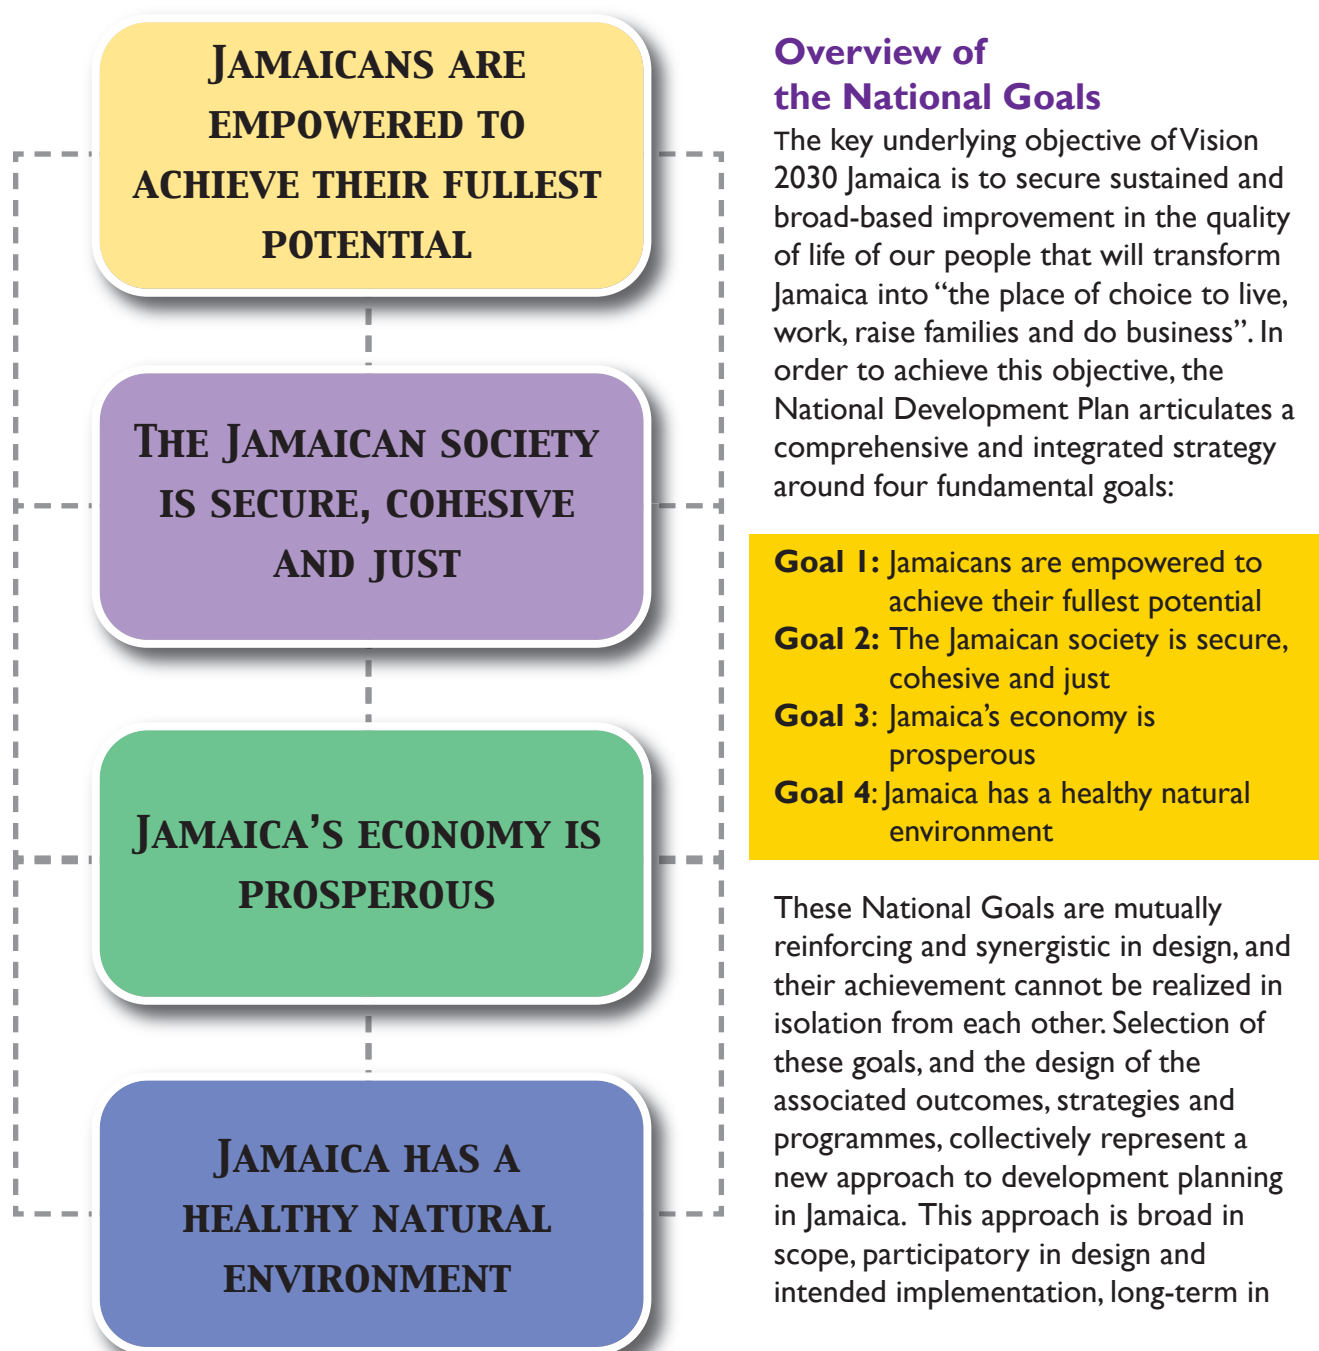 Jamaicans are
empowered to
achieve their fullest
potential
The Jamaican society
is secure, cohesive
and just
Jamaica's economy is
prosperous
Jamaica has a
healthy natural
environment
Overview of
the National Goals
The key underlying objective of Vision
2030 Jamaica is to secure sustained and
broad-based improvement in the quality
of life of our people that will transform
Jamaica into “the place of choice to live,
work, raise families and do business”. In
order to achieve this objective, the
National Development Plan articulates a
comprehensive and integrated strategy
around four fundamental goals:
Goal 1: Jamaicans are empowered to
achieve their fullest potential
Goal 2: The Jamaican society is secure,
cohesive and just
Goal 3: Jamaica’s economy is
prosperous
Goal 4: Jamaica has a healthy natural
environment
These National Goals are mutually
reinforcing and synergistic in design, and
their achievement cannot be realized in
isolation from each other. Selection of
these goals, and the design of the
associated outcomes, strategies and
programmes, collectively represent a
new approach to development planning
in Jamaica. This approach is broad in
scope, participatory in design and
intended implementation, long-term in